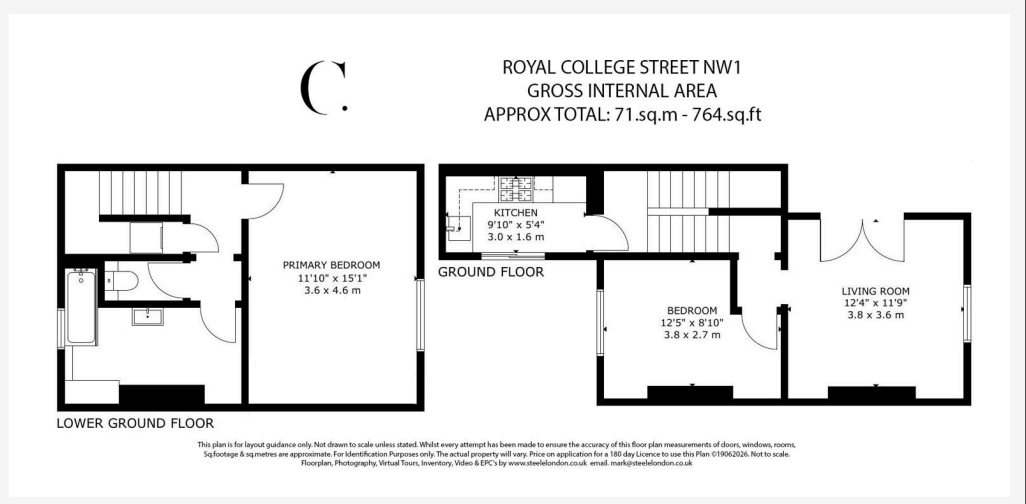 C.
ROYAL COLLEGE STREET NW1
GROSS INTERNAL AREA
APPROX TOTAL: 71.sq.m - 764.sq.ft
KITCHEN
9'10" x 5'4"
3.0 x 1.6 m
GROUND FLOOR
PRIMARY BEDROOM
11'10" x 15'1"
3.6 x 4.6 m
BEDROOM
12'5" x 8'10"
3.8 x 2.7 m
LIVING ROOM
12'4" x 11'9"
3.8 x 3.6 m
LOWER GROUND FLOOR
This plan is for layout guidance only. Not drawn to scale unless stated. Whilst every attempt has been made to ensure the accuracy of this floor plan measurements of doors, windows, rooms,
Sq.footage & sq.metres are approximate. For Identification Purposes only. The actual property will vary. Price on application for a 180 day Licence to use this Plan ©19062026. Not to scale.
Floorplan, Photography, Virtual Tours, Inventory, Video & EPC's by www.steelelondon.co.uk email. mark@steelelondon.co.uk